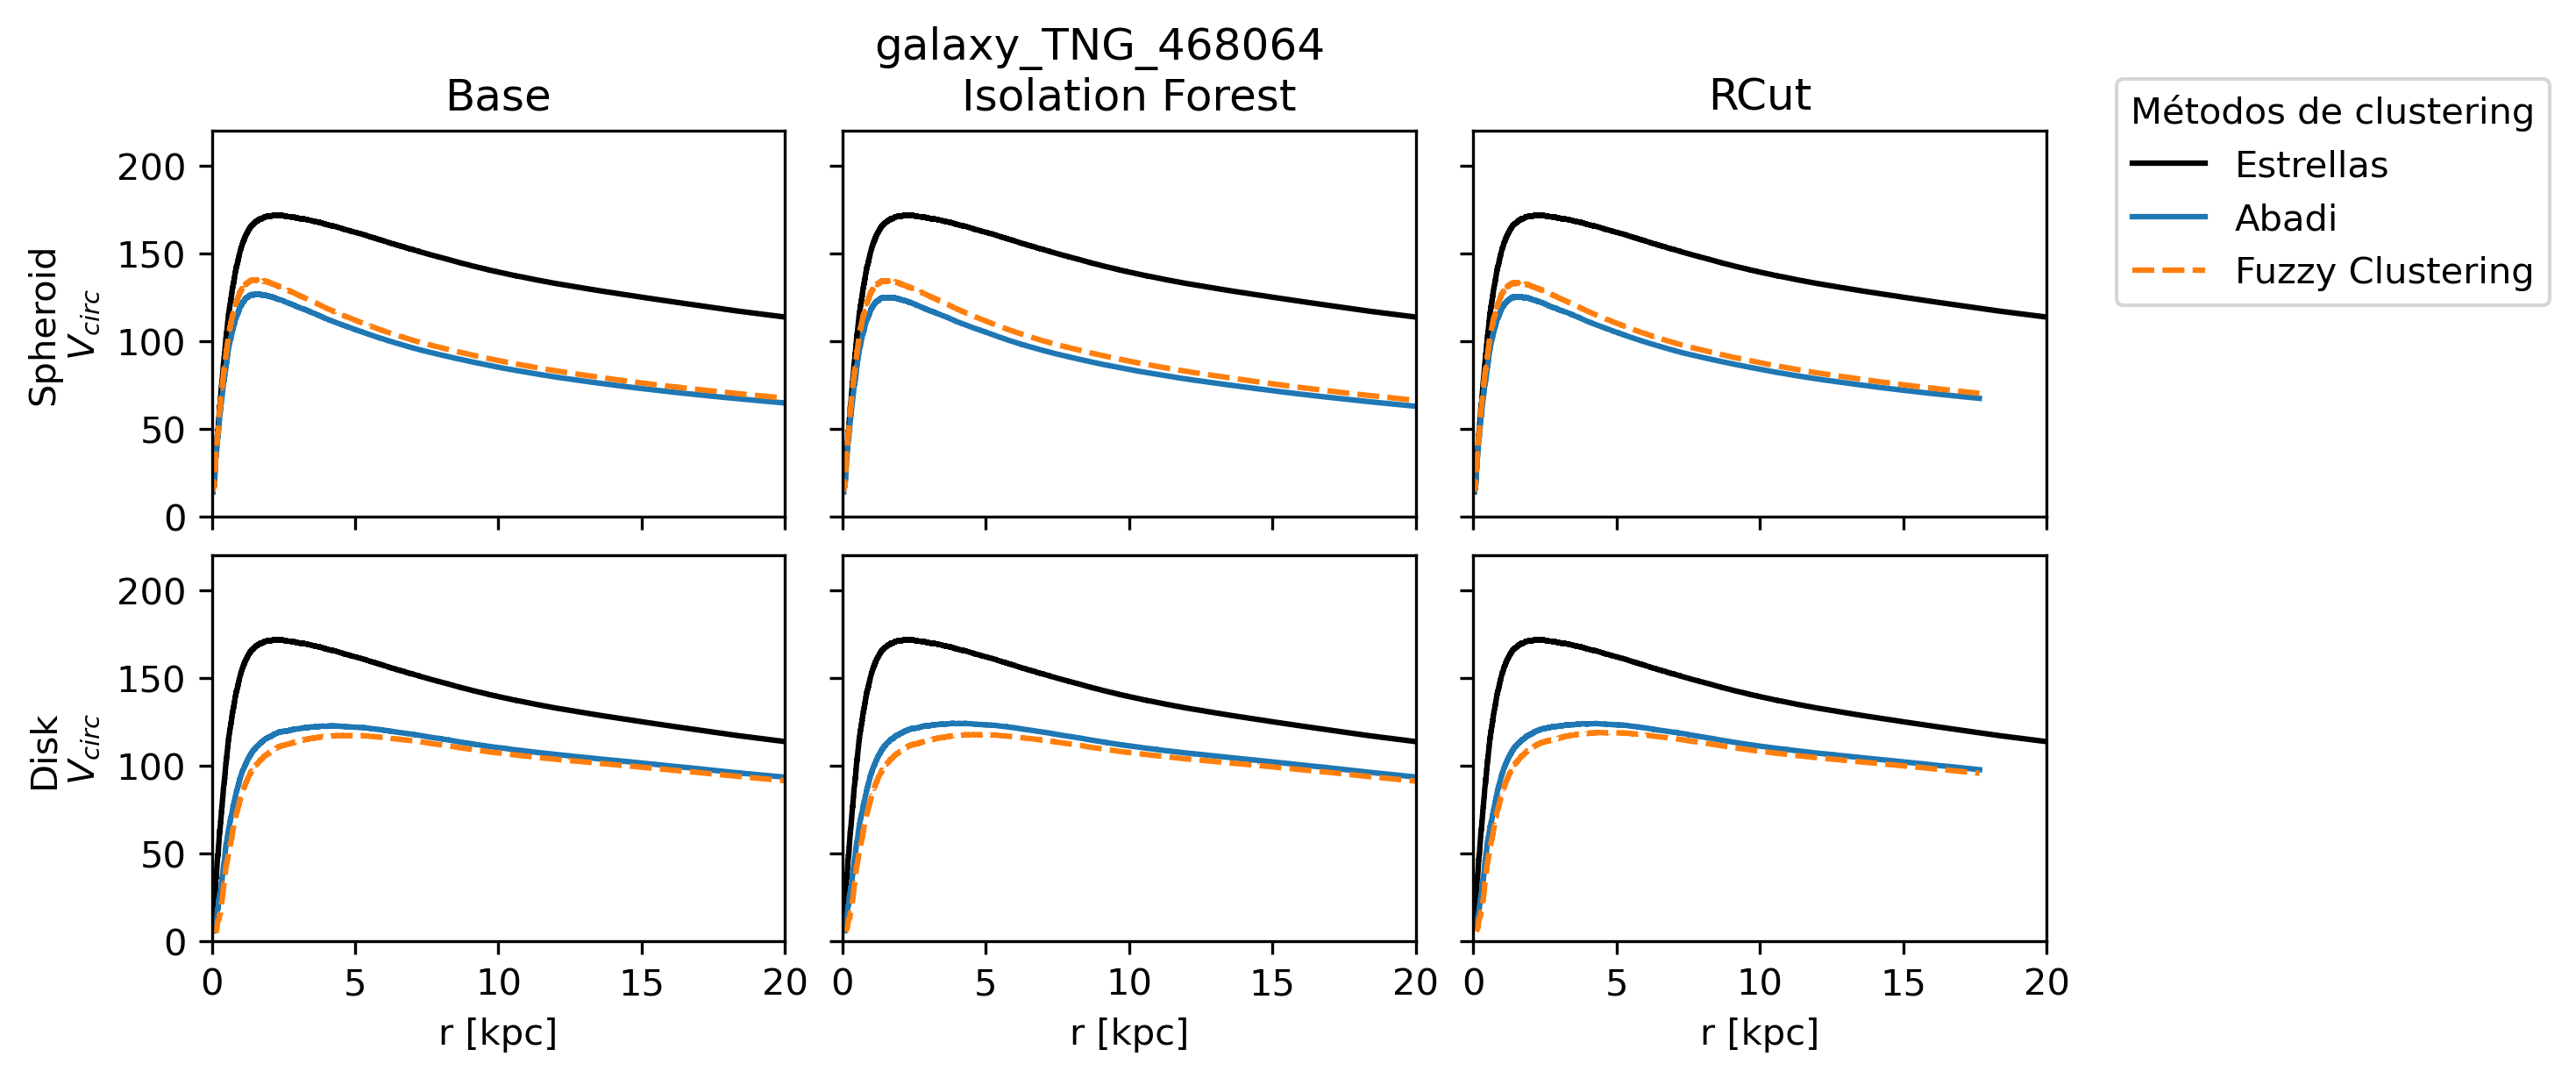 galaxy_TNG_468064
Base
Isolation Forest
RCut
Métodos de clustering
Estrellas
Abadi
Fuzzy Clustering
Spheroid
V_circ
200
150
100
50
0
Disk
V_circ
200
150
100
50
0
0 5 10 15 20
0 5 10 15 20
0 5 10 15 20
r [kpc]
r [kpc]
r [kpc]